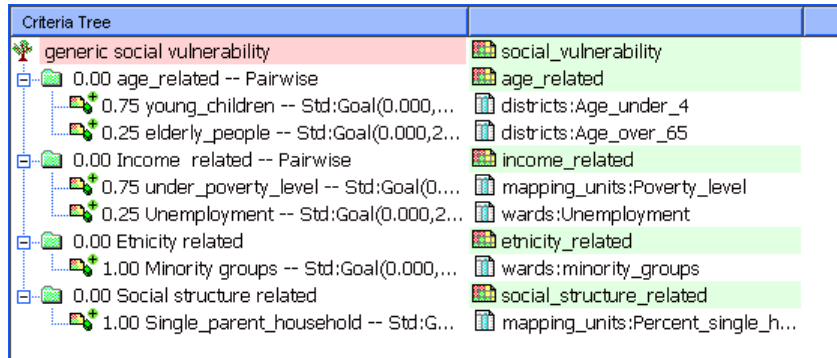 Criteria Tree
generic social vulnerability social_vulnerability
0.00 age_related -- Pairwise age_related
0.75 young_children -- Std:Goal(0.000,... districts:Age_under_4
0.25 elderly_people -- Std:Goal(0.000,2... districts:Age_over_65
0.00 Income related -- Pairwise income_related
0.75 under_poverty_level -- Std:Goal(0.... mapping_units:Poverty_level
0.25 Unemployment -- Std:Goal(0.000,2... wards:Unemployment
0.00 Etnicity related etnicity_related
1.00 Minority groups -- Std:Goal(0.000,... wards:minority_groups
0.00 Social structure related social_structure_related
1.00 Single_parent_household -- Std:G... mapping_units:Percent_single_h...